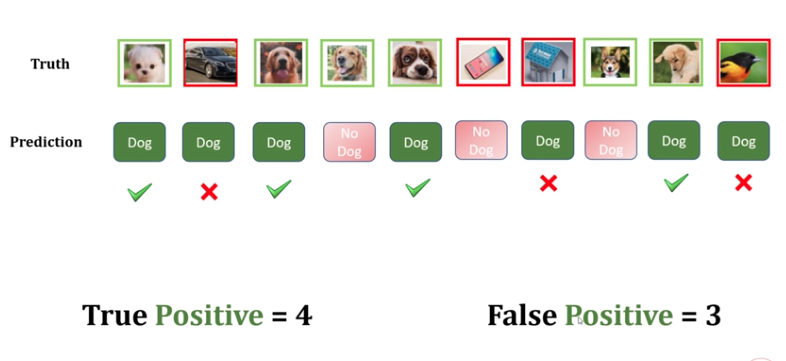 Truth
Prediction
Dog
Dog
Dog
No
Dog
Dog
No
Dog
Dog
No
Dog
Dog
Dog
True Positive = 4
False Positive = 3